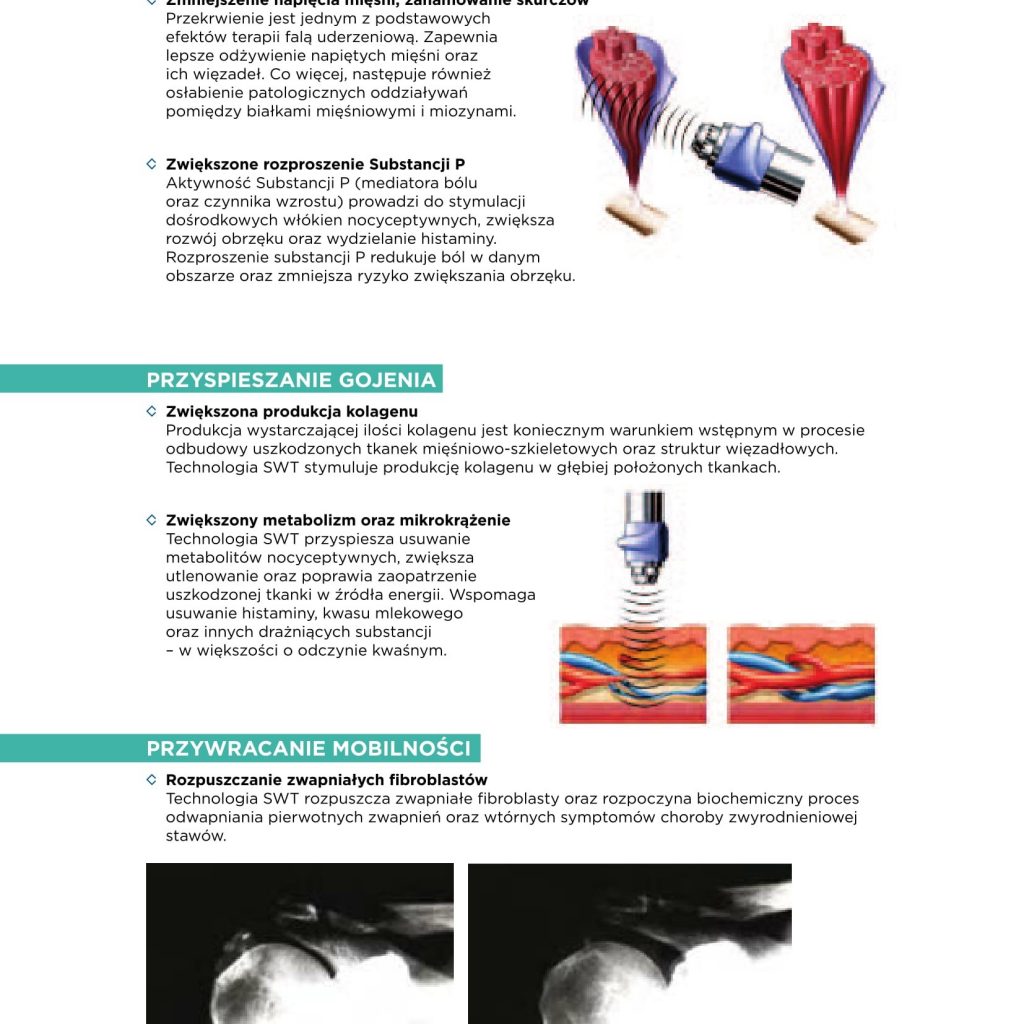 Zmniejszenie napięcia mięśni, zahamowanie skurczów
Przekrwienie jest jednym z podstawowych
efektów terapii falą uderzeniową. Zapewnia
lepsze odżywienie napiętych mięśni oraz
ich więzadeł. Co więcej, następuje również
osłabienie patologicznych oddziaływań
pomiędzy białkami mięśniowymi i miozynami.
Zwiększone rozproszenie Substancji P
Aktywność Substancji P (mediatora bólu
oraz czynnika wzrostu) prowadzi do stymulacji
dośrodkowych włókien nocyceptywnych, zwiększa
rozwój obrzęku oraz wydzielanie histaminy.
Rozproszenie substancji P redukuje ból w danym
obszarze oraz zmniejsza ryzyko zwiększania obrzęku.
PRZYSPIESZANIE GOJENIA
Zwiększona produkcja kolagenu
Produkcja wystarczającej ilości kolagenu jest koniecznym warunkiem wstępnym w procesie
odbudowy uszkodzonych tkanek mięśniowo-szkieletowych oraz struktur więzadłowych.
Technologia SWT stymuluje produkcję kolagenu w głębiej położonych tkankach.
Zwiększony metabolizm oraz mikrokrążenie
Technologia SWT przyspiesza usuwanie
metabolitów nocyceptywnych, zwiększa
utlenowanie oraz poprawia zaopatrzenie
uszkodzonej tkanki w źródła energii. Wspomaga
usuwanie histaminy, kwasu mlekowego
oraz innych drażniących substancji
– w większości o odczynie kwaśnym.
PRZYWRACANIE MOBILNOŚCI
Rozpuszczanie zwapniałych fibroblastów
Technologia SWT rozpuszcza zwapniałe fibroblasty oraz rozpoczyna biochemiczny proces
odwapniania pierwotnych zwapnień oraz wtórnych symptomów choroby zwyrodnieniowej
stawów.